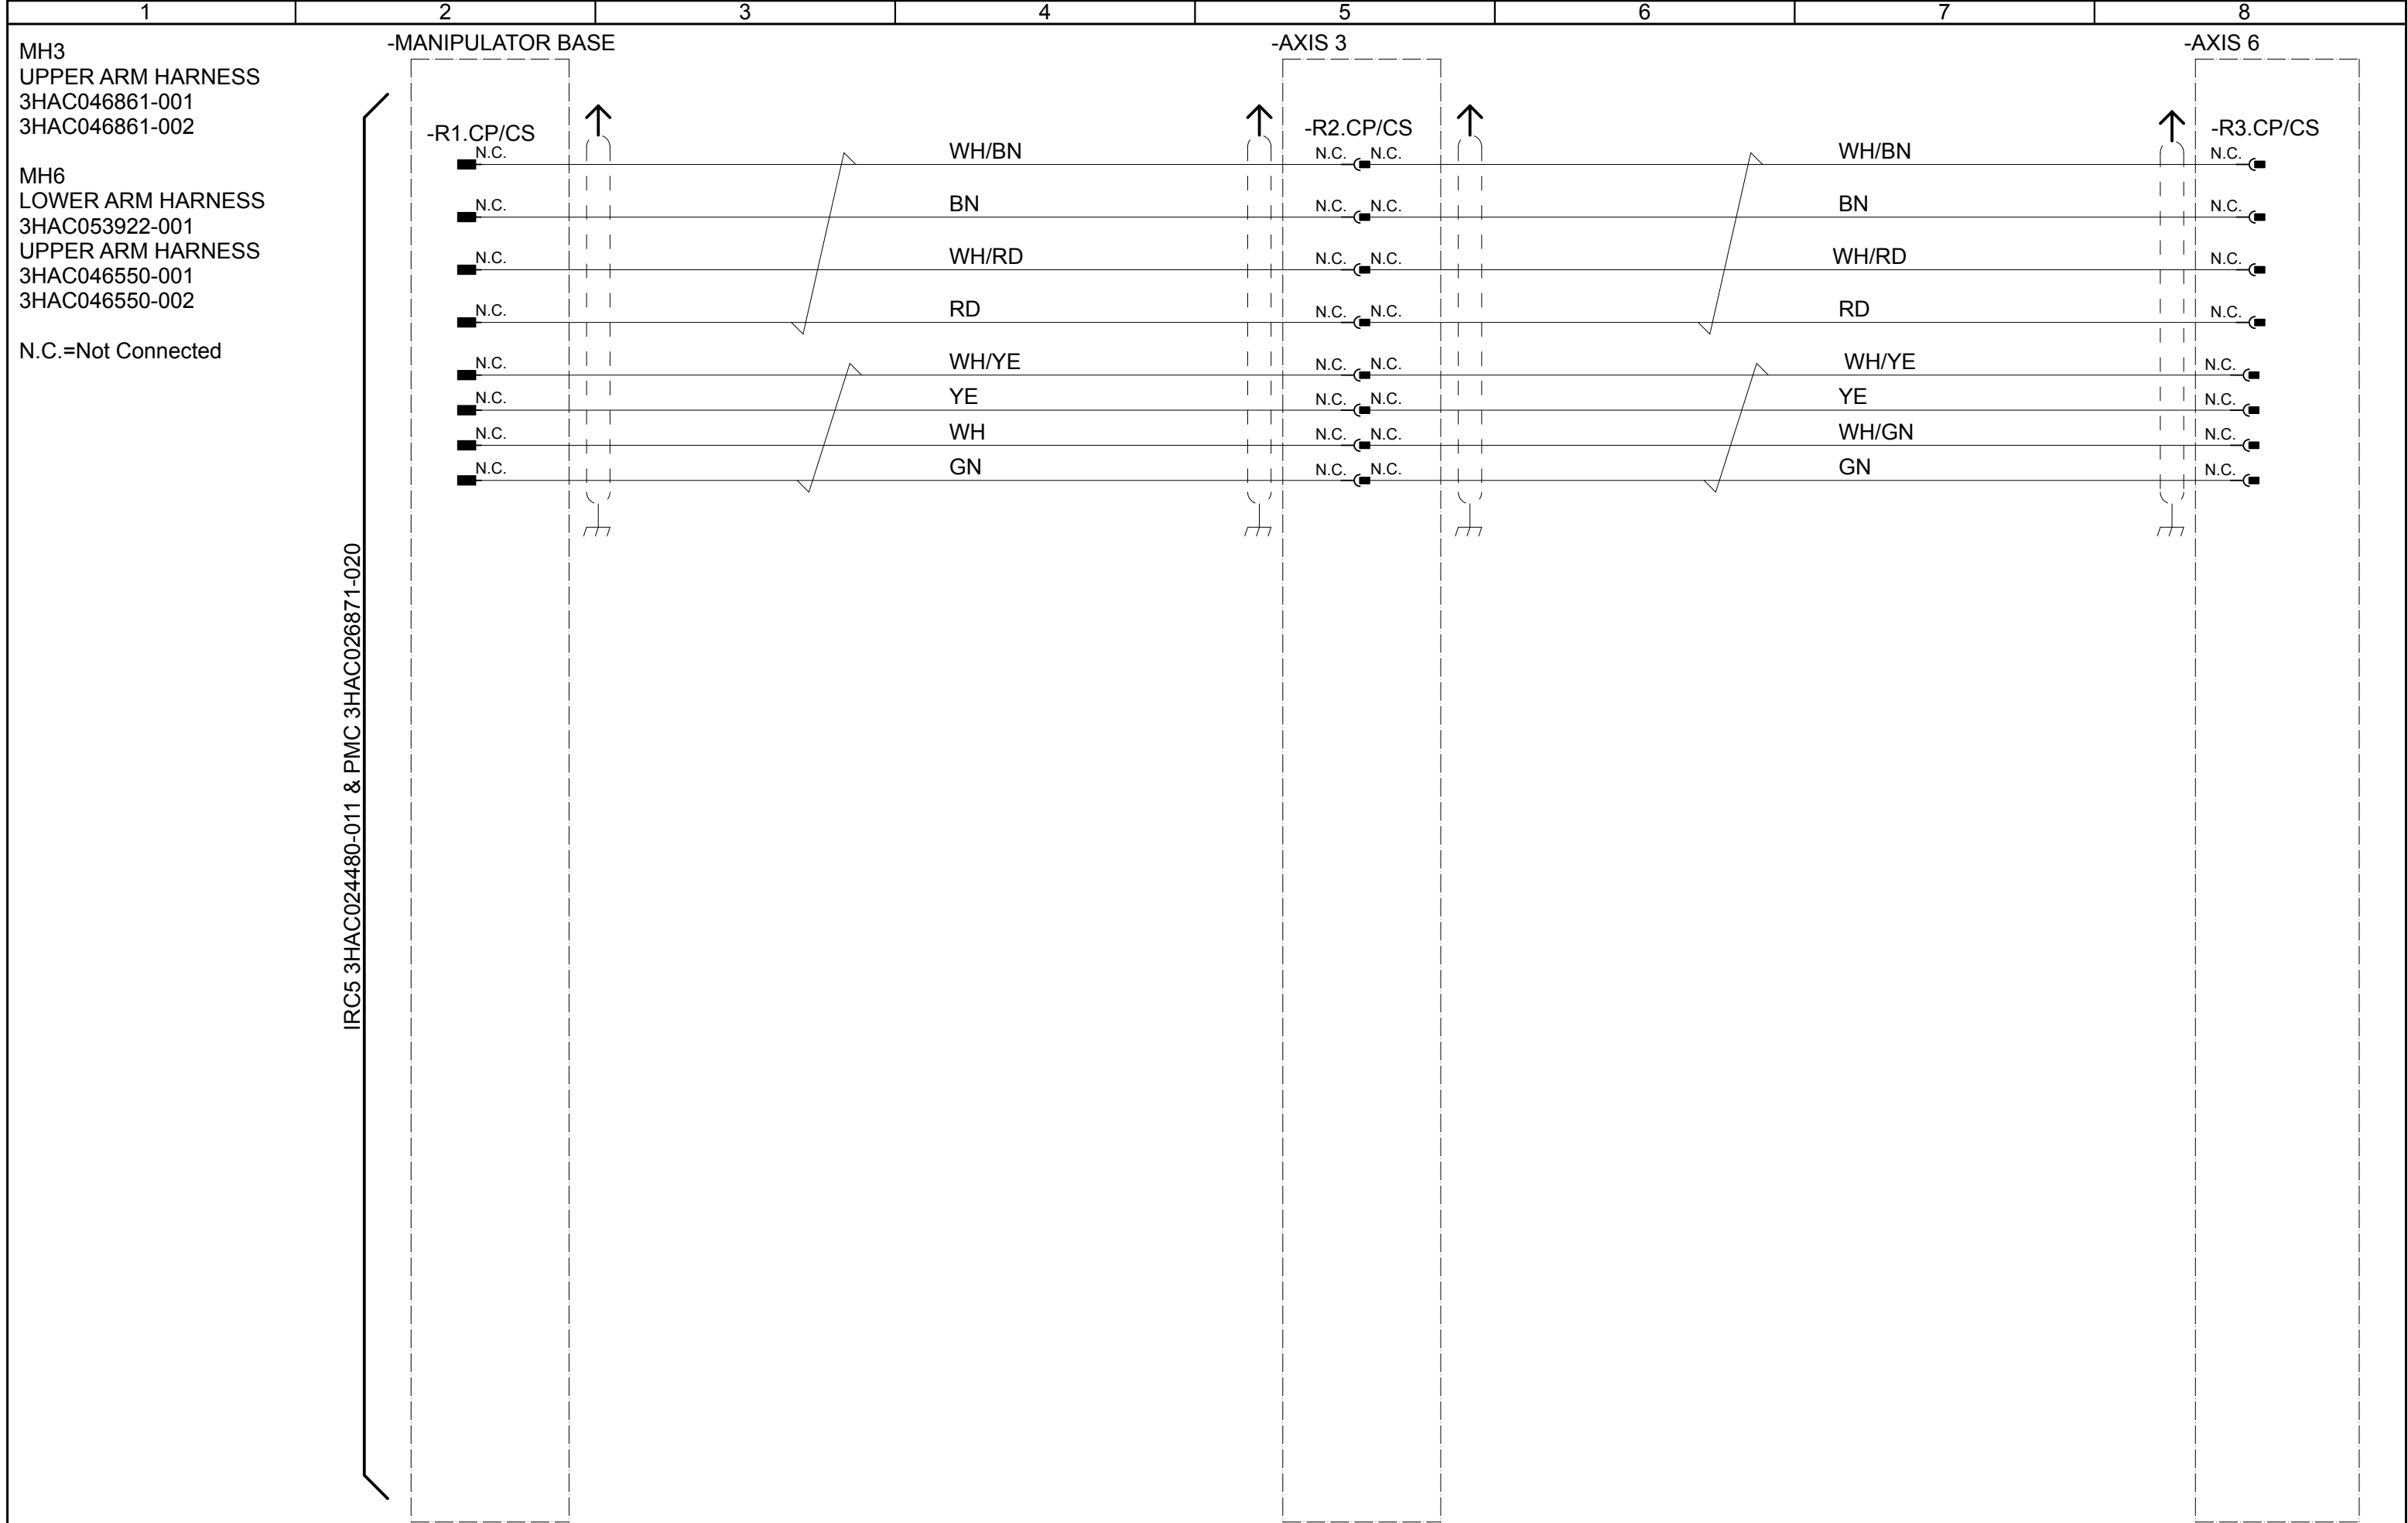 1 2 3 4 5 6 7 8
MH3
UPPER ARM HARNESS
3HAC046861-001
3HAC046861-002
MH6
LOWER ARM HARNESS
3HAC053922-001
UPPER ARM HARNESS
3HAC046550-001
3HAC046550-002
N.C.=Not Connected
IRC5 3HAC024480-011 & PMC 3HAC026871-020
-MANIPULATOR BASE -AXIS 3 -AXIS 6
-R1.CP/CS -R2.CP/CS -R3.CP/CS
N.C. WH/BN N.C. N.C. WH/BN N.C.
N.C. BN N.C. N.C. BN N.C.
N.C. WH/RD N.C. N.C. WH/RD N.C.
N.C. RD N.C. N.C. RD N.C.
N.C. WH/YE N.C. N.C. WH/YE N.C.
N.C. YE N.C. N.C. YE N.C.
N.C. WH N.C. N.C. WH/GN N.C.
N.C. GN N.C. N.C. GN N.C.